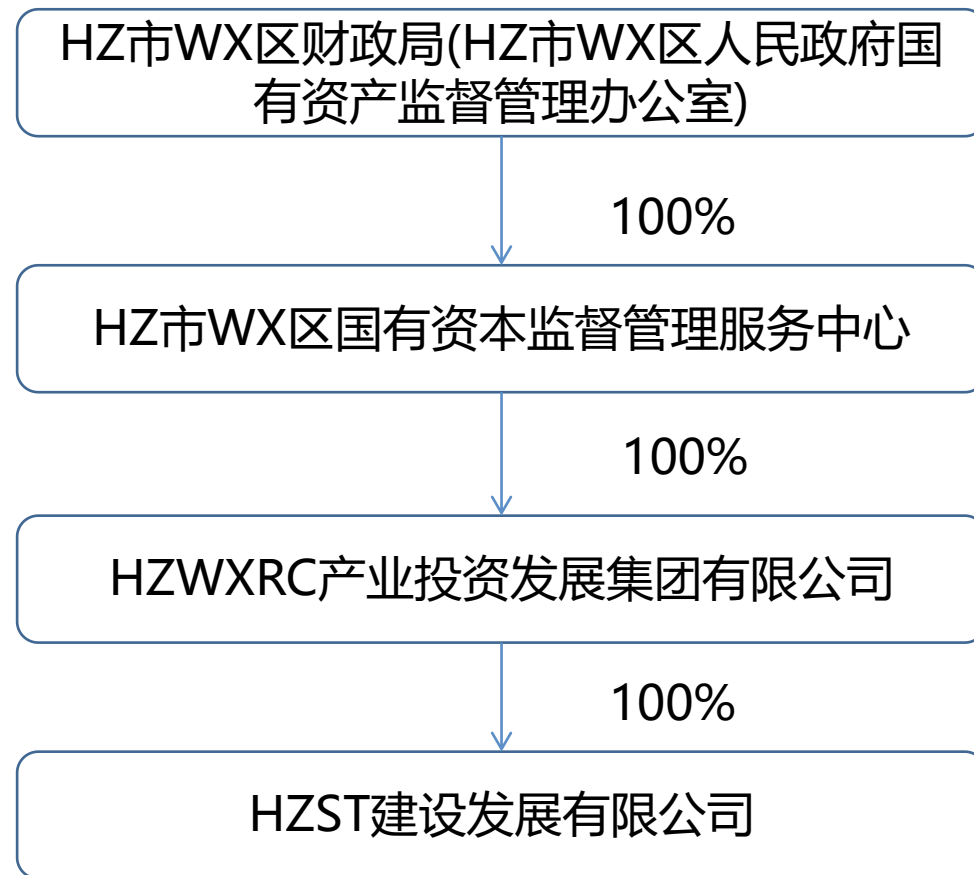 HZ市WX区财政局(HZ市WX区人民政府国
有资产监督管理办公室)
100%
HZ市WX区国有资本监督管理服务中心
100%
HZWXRC产业投资发展集团有限公司
100%
HZST建设发展有限公司